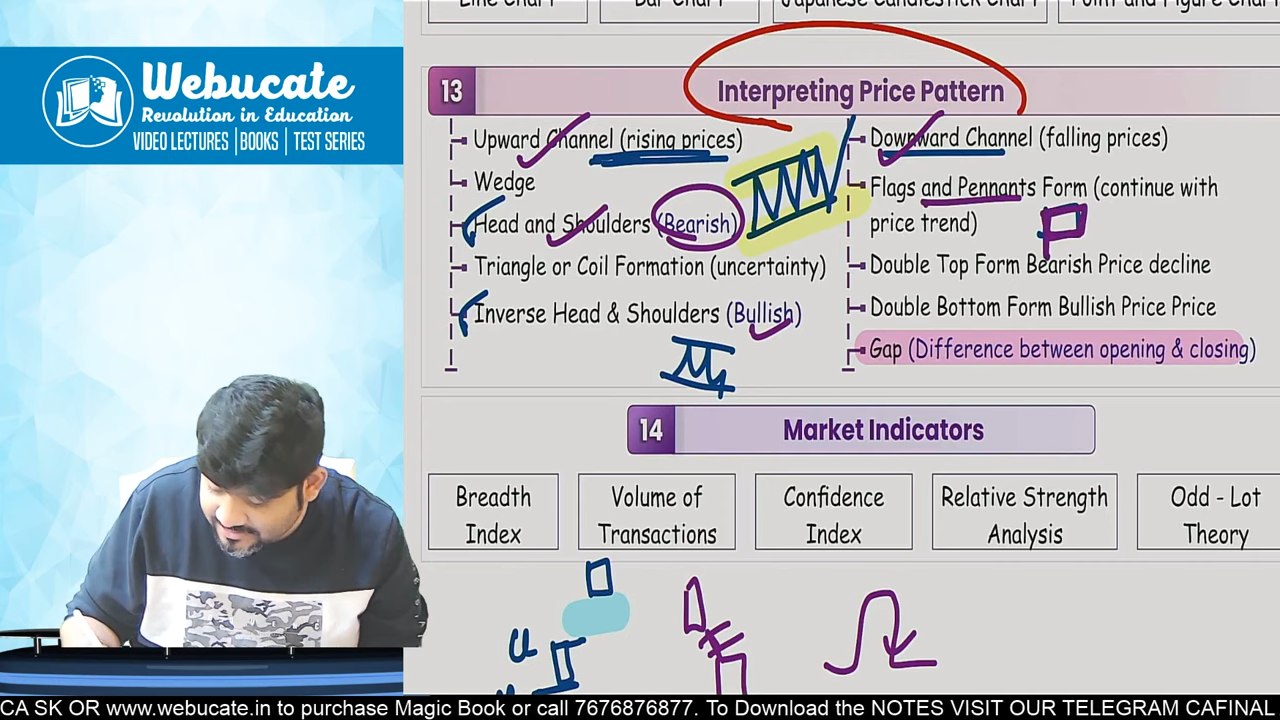 Line Chart
Bar Chart
Japanese Candlestick Chart
Point and Figure Chart
Webucate
Revolution in Education
VIDEO LECTURES | BOOKS | TEST SERIES
13
Interpreting Price Pattern
Upward Channel (rising prices)
Wedge
Head and Shoulders (Bearish)
Triangle or Coil Formation (uncertainty)
Inverse Head & Shoulders (Bullish)
Downward Channel (falling prices)
Flags and Pennants Form (continue with
price trend)
Double Top Form Bearish Price decline
Double Bottom Form Bullish Price Price
Gap (Difference between opening & closing)
14
Market Indicators
Breadth
Index
Volume of
Transactions
Confidence
Index
Relative Strength
Analysis
Odd - Lot
Theory
CA SK OR www.webucate.in to purchase Magic Book or call 7676876877. To Download the NOTES VISIT OUR TELEGRAM CAFINAL